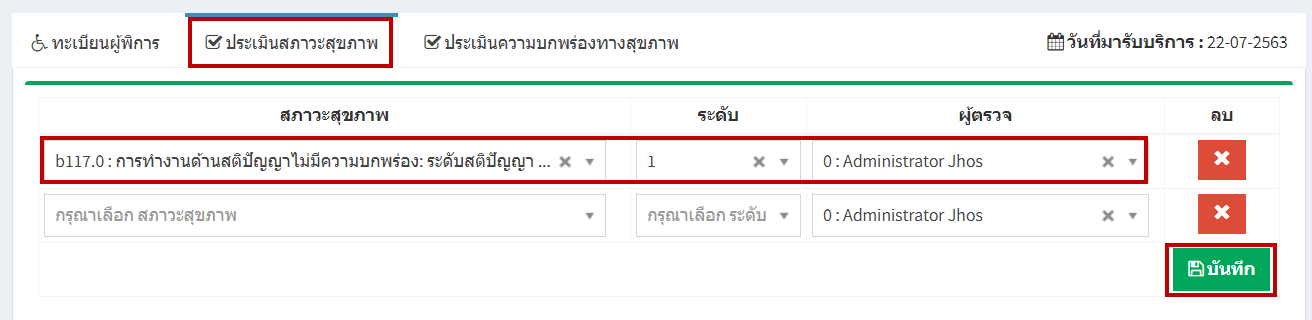 ทะเบียนผู้พิการ ประเมินสภาวะสุขภาพ ประเมินความบกพร่องทางสุขภาพ วันที่มารับบริการ : 22-07-2563
สภาวะสุขภาพ ระดับ ผู้ตรวจ ลบ
b117.0 : การทำงานด้านสติปัญญาไม่มีความบกพร่อง: ระดับสติปัญญา ... 1 0 : Administrator Jhos
กรุณาเลือก สภาวะสุขภาพ กรุณาเลือก ระดับ 0 : Administrator Jhos
บันทึก